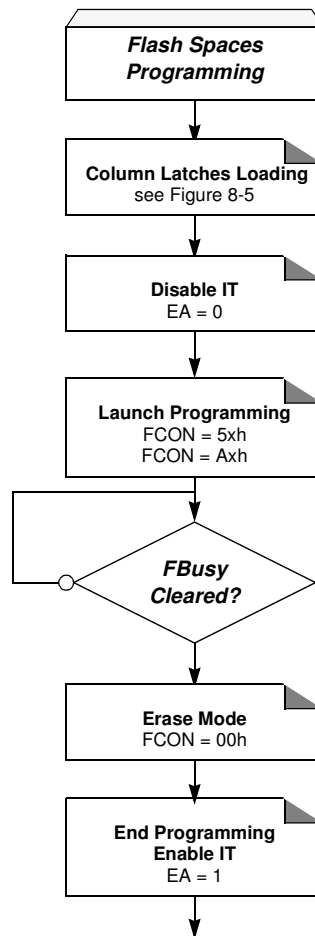 Flash Spaces
Programming
Column Latches Loading
see Figure 8-5
Disable IT
EA = 0
Launch Programming
FCON = 5xh
FCON = Axh
FBusy
Cleared?
Erase Mode
FCON = 00h
End Programming
Enable IT
EA = 1